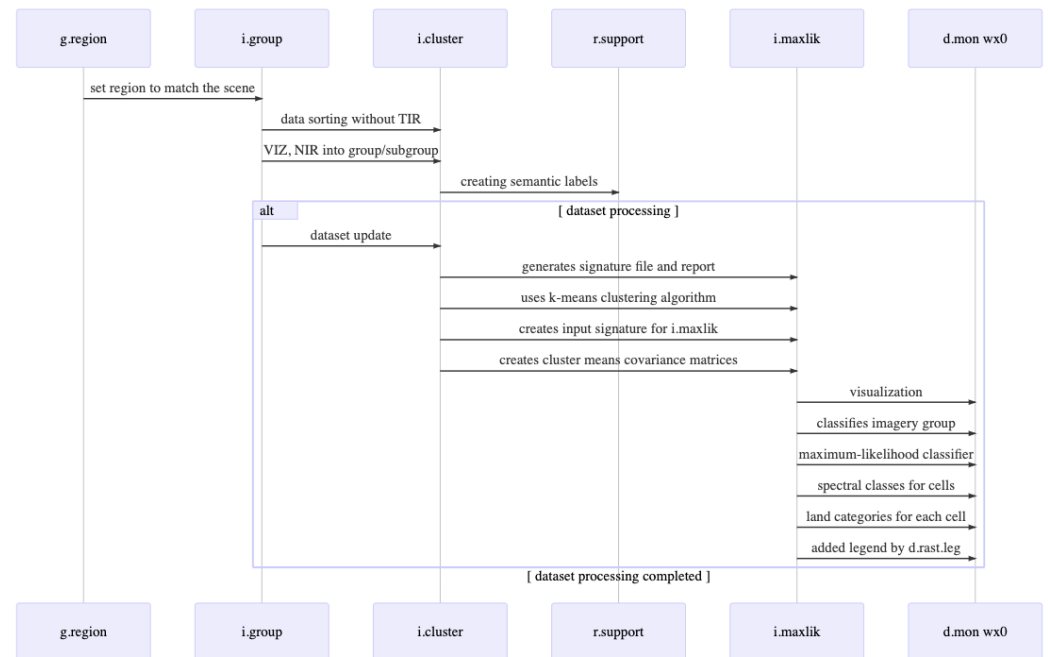 g.region
i.group
i.cluster
r.support
i.maxlik
d.mon wx0
set region to match the scene
data sorting without TIR
VIZ, NIR into group/subgroup
creating semantic labels
alt
[ dataset processing ]
dataset update
generates signature file and report
uses k-means clustering algorithm
creates input signature for i.maxlik
creates cluster means covariance matrices
visualization
classifies imagery group
maximum-likelihood classifier
spectral classes for cells
land categories for each cell
added legend by d.rast.leg
[ dataset processing completed ]
g.region
i.group
i.cluster
r.support
i.maxlik
d.mon wx0